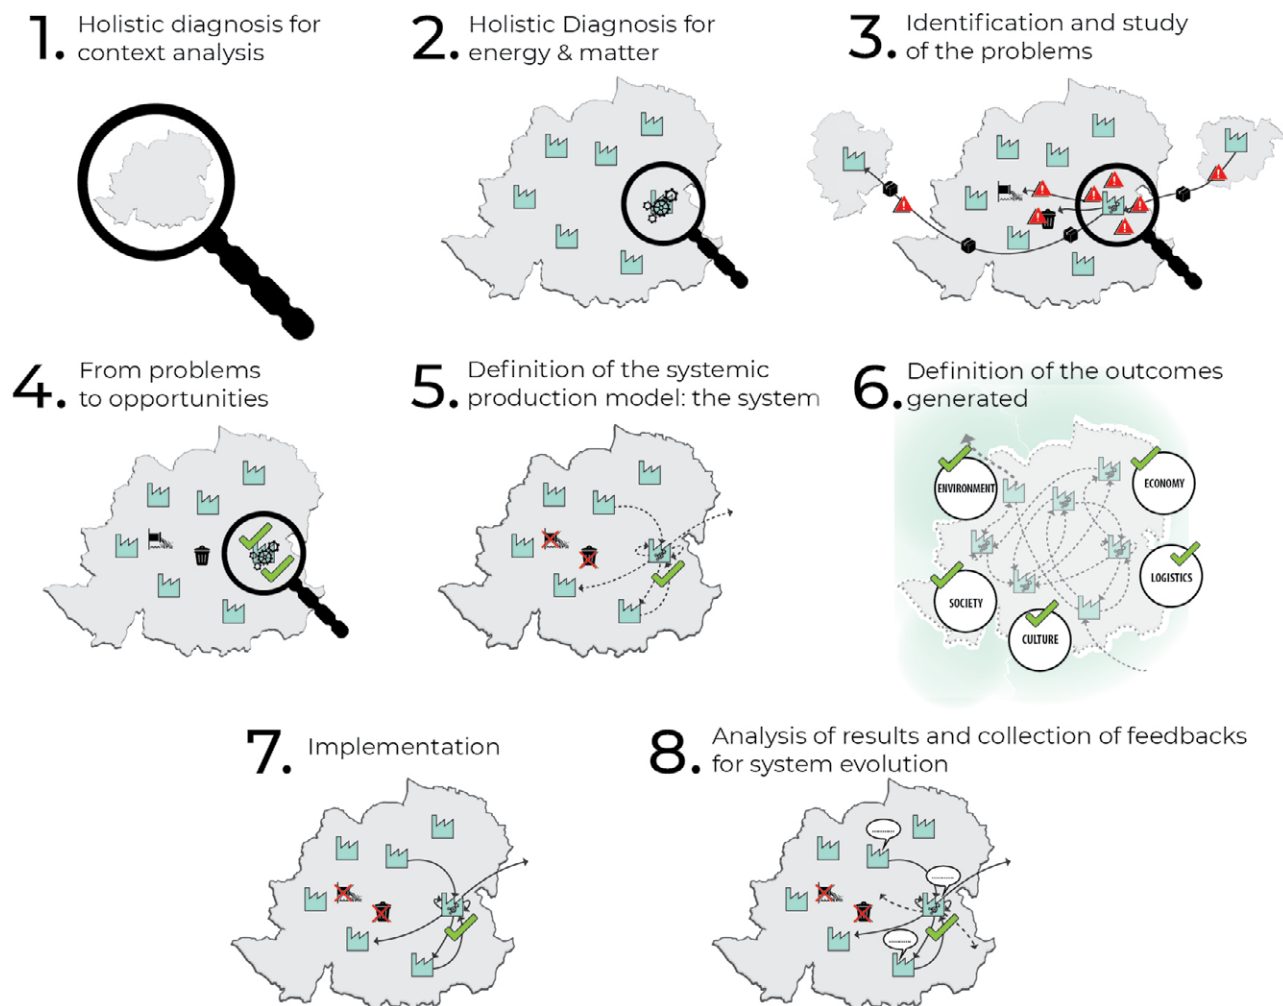 1. Holistic diagnosis for
context analysis
2. Holistic Diagnosis for
energy & matter
3. Identification and study
of the problems
4. From problems
to opportunities
5. Definition of the systemic
production model: the system
6. Definition of the outcomes
generated
ENVIRONMENT
ECONOMY
LOGISTICS
SOCIETY
CULTURE
7. Implementation
8. Analysis of results and collection of feedbacks
for system evolution